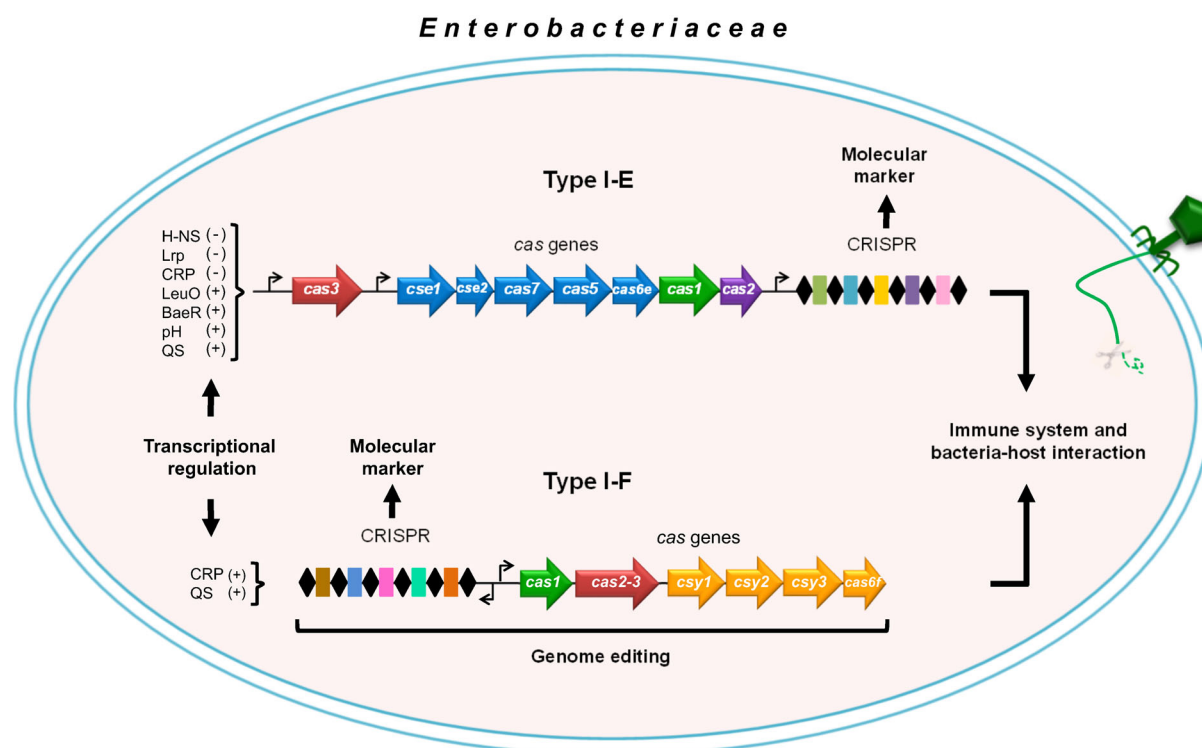 Enterobacteriaceae
Molecular
marker
Type I-E
CRISPR
cas genes
H-NS (-)
Lrp (-)
CRP (-)
LeuO (+)
BaeR (+)
pH (+)
QS (+)
cas3 cse1 cse2 cas7 cas5 cas6e cas1 cas2
Transcriptional
regulation
Molecular
marker
Immune system and
bacteria-host interaction
Type I-F
CRISPR
cas genes
CRP (+)
QS (+)
cas1 cas2-3 csy1 csy2 csy3 cas6f
Genome editing